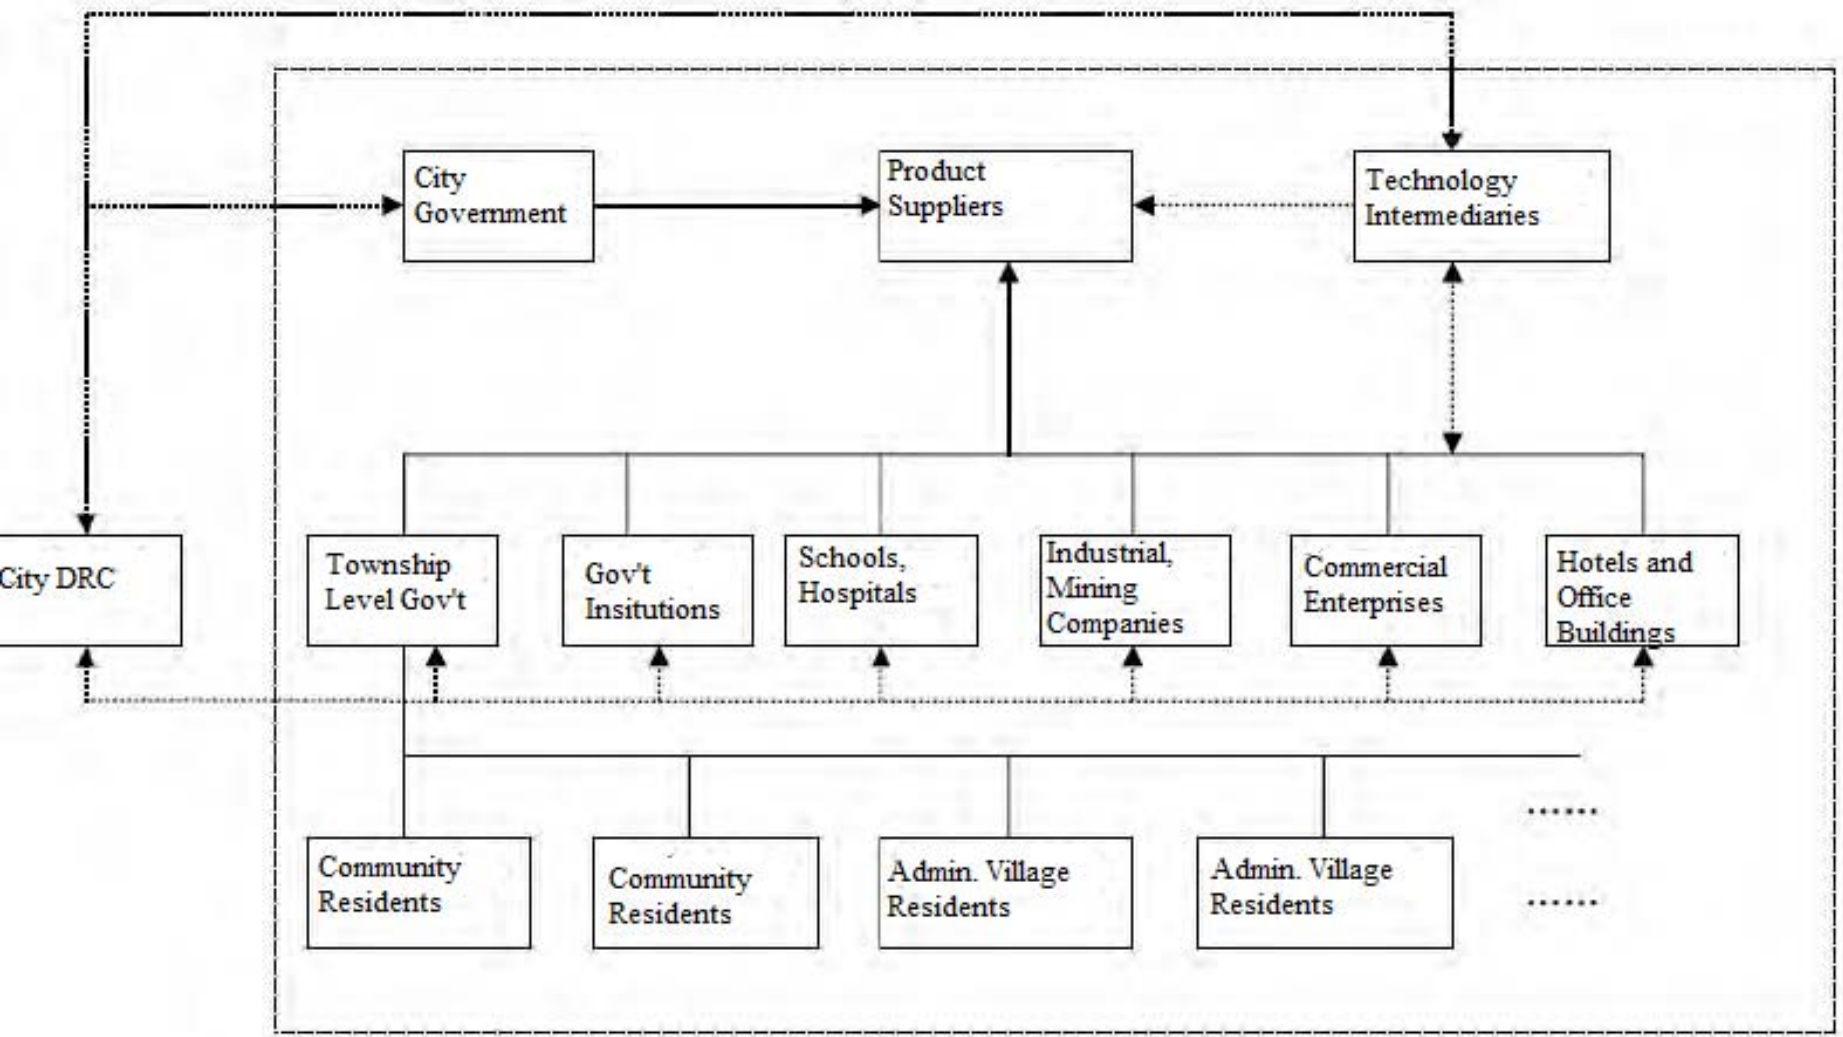 City
Government
Product
Suppliers
Technology
Intermediaries
City DRC
Township
Level Gov't
Gov't
Insitutions
Schools,
Hospitals
Industrial,
Mining
Companies
Commercial
Enterprises
Hotels and
Office
Buildings
Community
Residents
Community
Residents
Admin. Village
Residents
Admin. Village
Residents
......
......